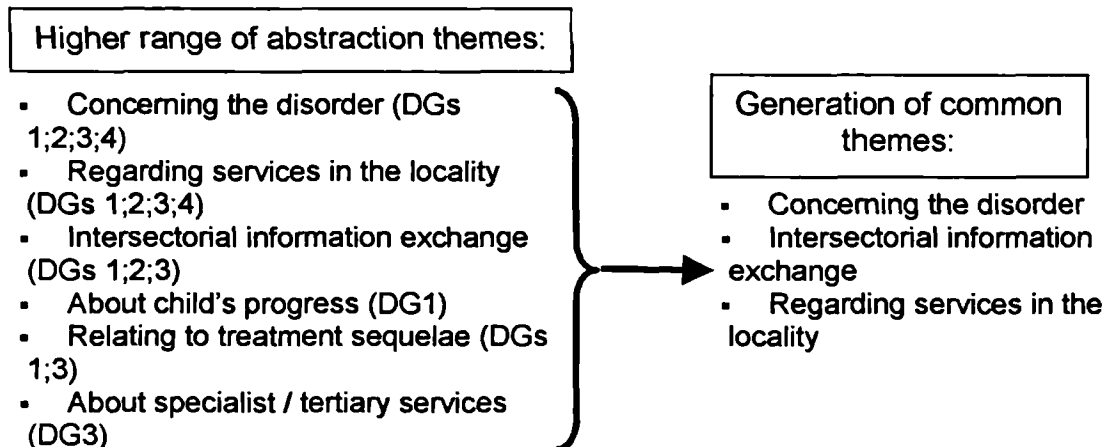 Higher range of abstraction themes:
▪ Concerning the disorder (DGs
1;2;3;4)
▪ Regarding services in the locality
(DGs 1;2;3;4)
▪ Intersectorial information exchange
(DGs 1;2;3)
▪ About child's progress (DG1)
▪ Relating to treatment sequelae (DGs
1;3)
▪ About specialist / tertiary services
(DG3)
Generation of common
themes:
▪ Concerning the disorder
▪ Intersectorial information
exchange
▪ Regarding services in the
locality